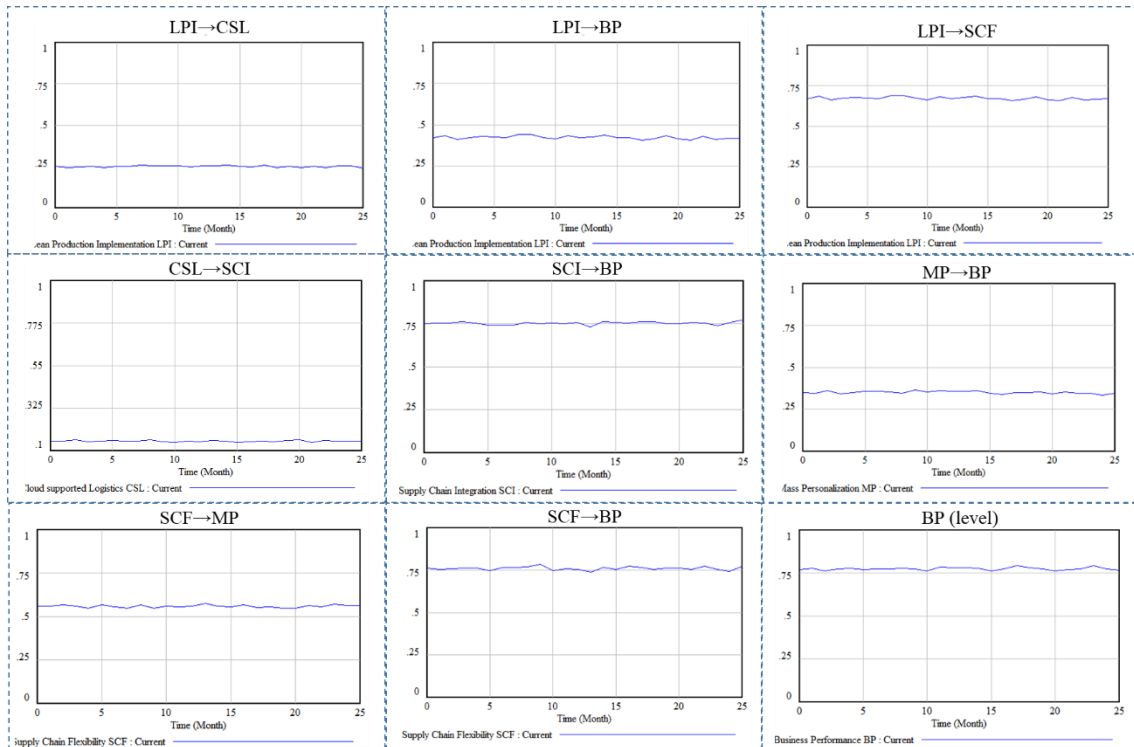 LPI→CSL
1
.75
.5
.25
0
0 5 10 15 20 25
Time (Month)
ean Production Implementation LPI : Current
LPI→BP
1
.75
.5
.25
0
0 5 10 15 20 25
Time (Month)
ean Production Implementation LPI : Current
LPI→SCF
1
.75
.5
.25
0
0 5 10 15 20 25
Time (Month)
ean Production Implementation LPI : Current
CSL→SCI
1
.775
.55
.325
.1
0 5 10 15 20 25
Time (Month)
loud supported Logistics CSL : Current
SCI→BP
1
.75
.5
.25
0
0 5 10 15 20 25
Time (Month)
Supply Chain Integration SCI : Current
MP→BP
1
.75
.5
.25
0
0 5 10 15 20 25
Time (Month)
Mass Personalization MP : Current
SCF→MP
1
.75
.5
.25
0
0 5 10 15 20 25
Time (Month)
Supply Chain Flexibility SCF : Current
SCF→BP
1
.75
.5
.25
0
0 5 10 15 20 25
Time (Month)
Supply Chain Flexibility SCF : Current
BP (level)
1
.75
.5
.25
0
0 5 10 15 20 25
Time (Month)
Business Performance BP : Current